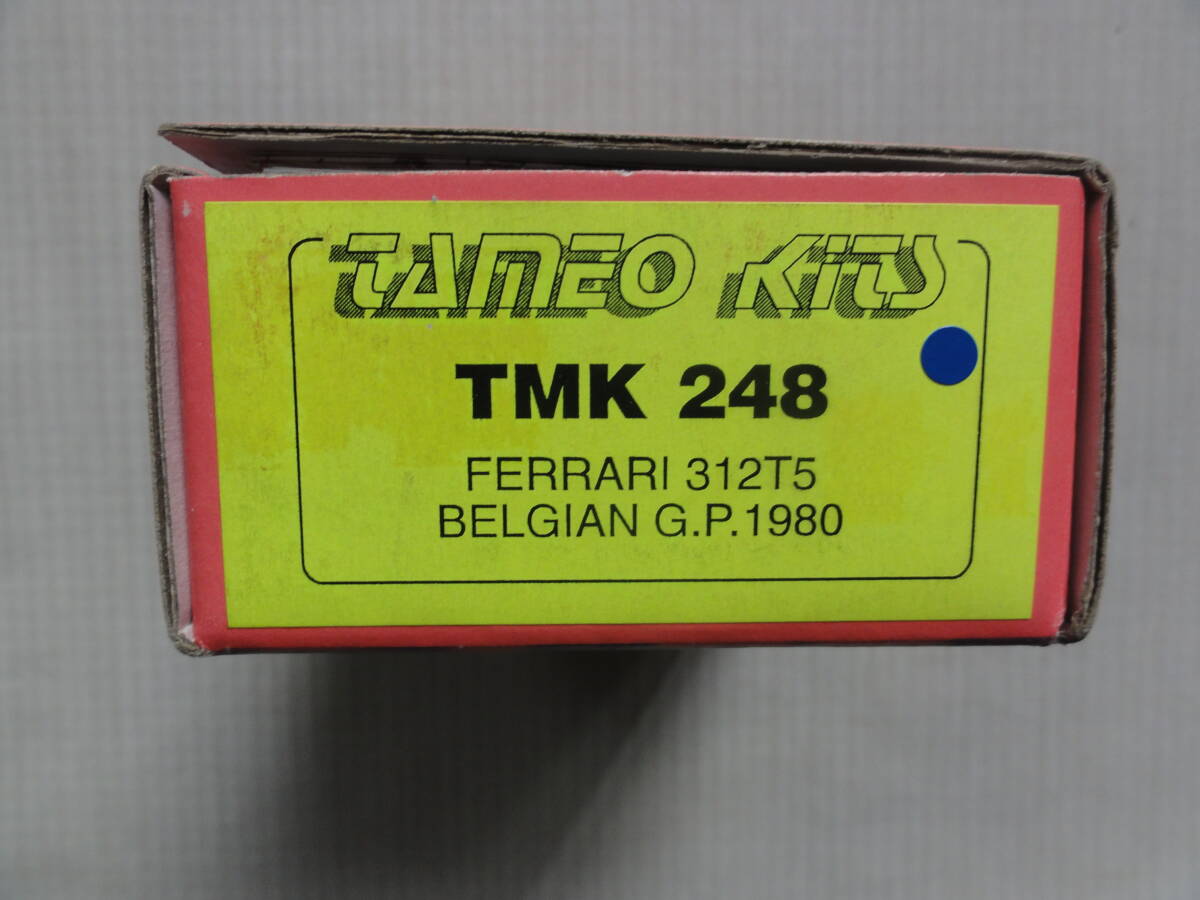 TAMEO KITS
TMK 248
FERRARI 312T5
BELGIAN G.P.1980